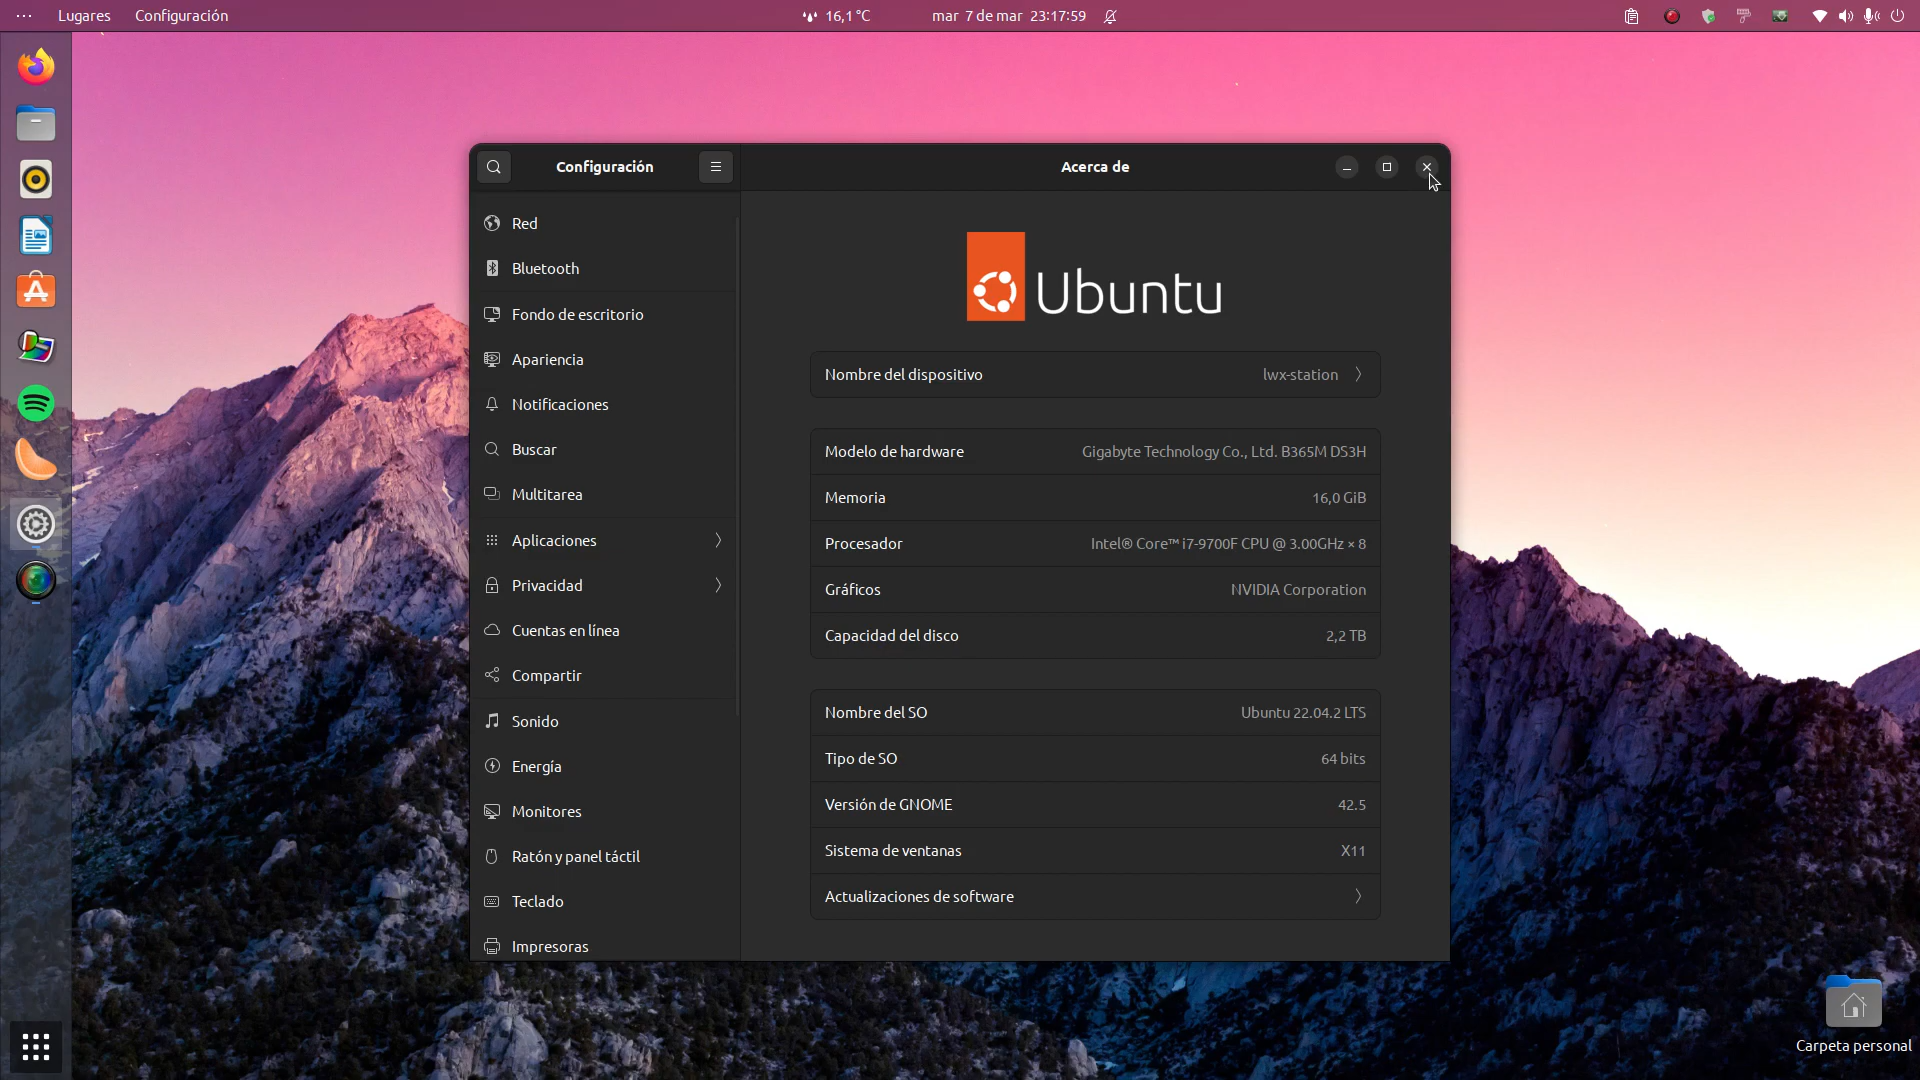 Lugares Configuración 16,1 °C mar 7 de mar 23:17:59
Configuración
Acerca de
Red
Bluetooth
Fondo de escritorio
Apariencia
Notificaciones
Buscar
Multitarea
Aplicaciones
Privacidad
Cuentas en línea
Compartir
Sonido
Energía
Monitores
Ratón y panel táctil
Teclado
Impresoras
Ubuntu
Nombre del dispositivo lwx-station
Modelo de hardware Gigabyte Technology Co., Ltd. B365M DS3H
Memoria 16,0 GiB
Procesador Intel® Core™ i7-9700F CPU @ 3.00GHz × 8
Gráficos NVIDIA Corporation
Capacidad del disco 2,2 TB
Nombre del SO Ubuntu 22.04.2 LTS
Tipo de SO 64 bits
Versión de GNOME 42.5
Sistema de ventanas X11
Actualizaciones de software
Carpeta personal